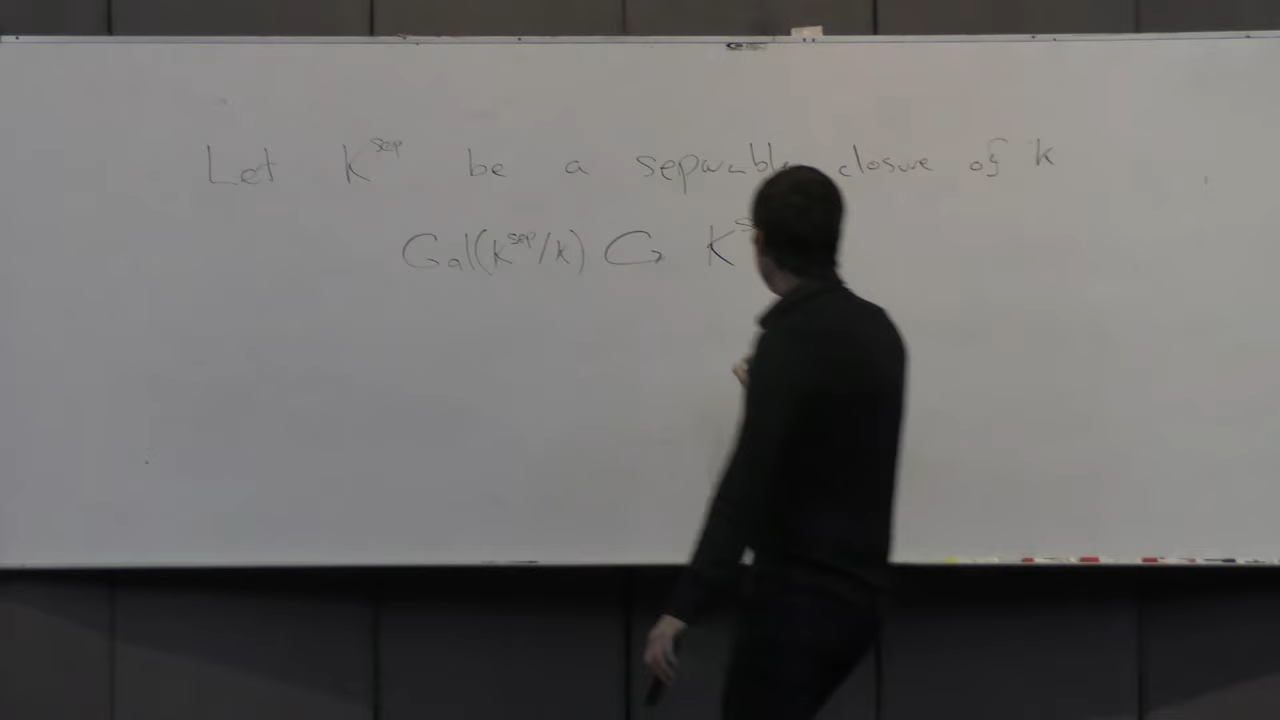 Let K^sep be a separable closure of k
Gal(k^sep/k) ↻ K^s